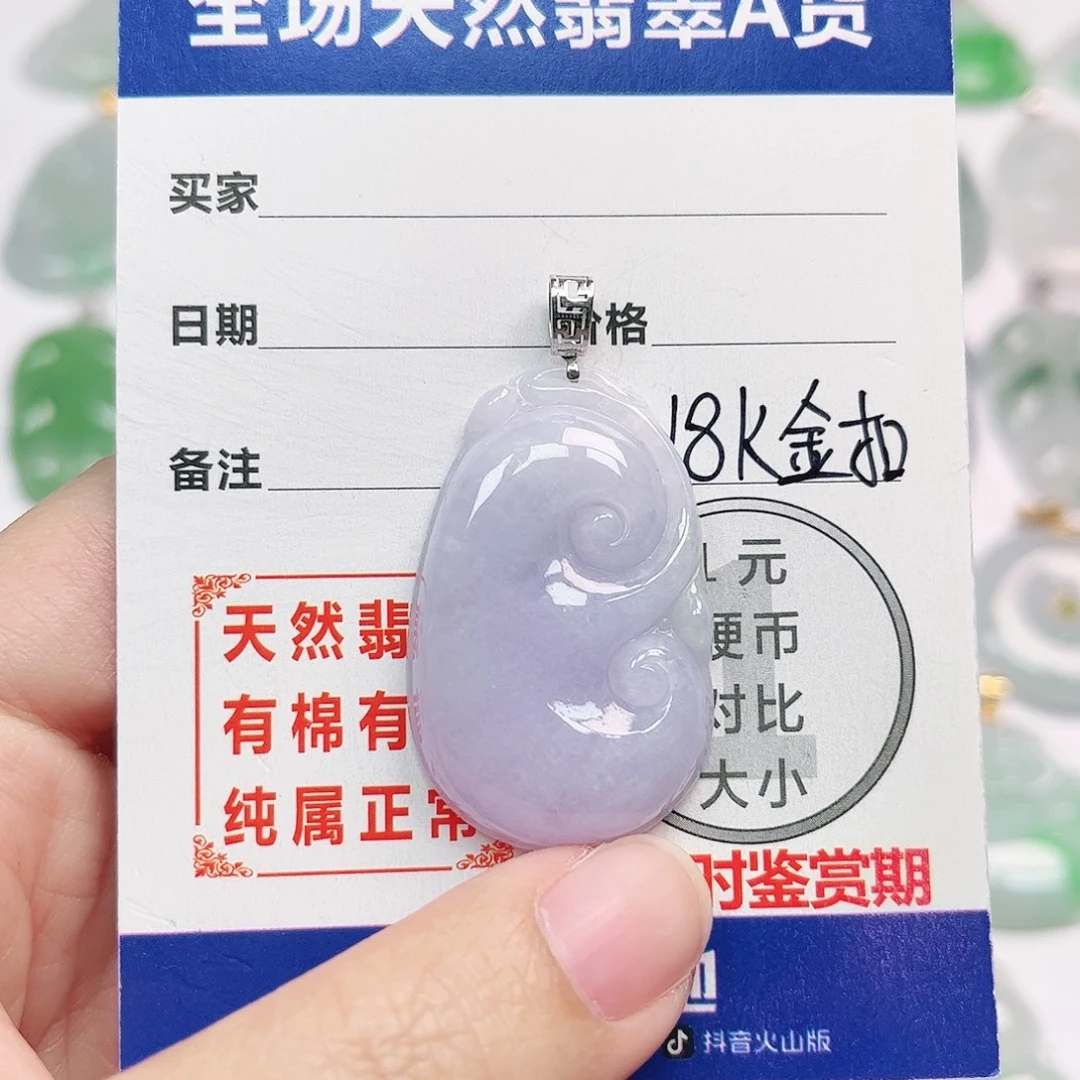 全场天然翡翠A货
买家
日期
价格
备注
18K金扣
1元
硬币
对比
大小
天然翡
有棉有
纯属正常
时鉴赏期
抖音火山版